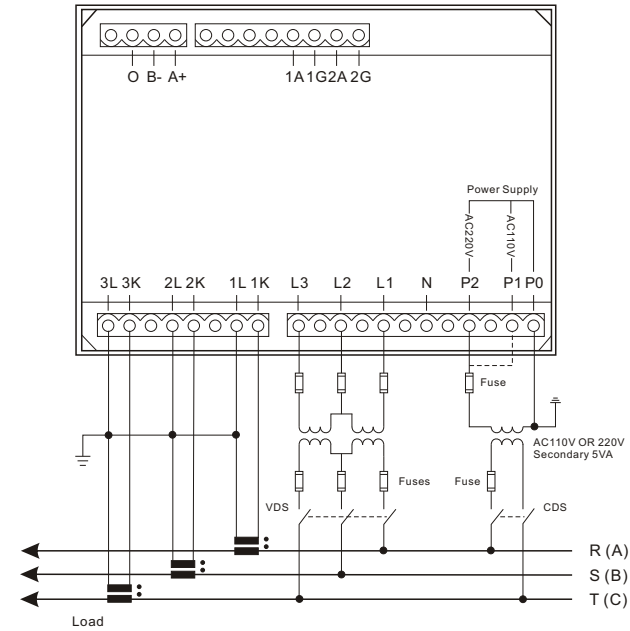 O B- A+
1A 1G 2A 2G
Power Supply
AC220V
AC110V
3L 3K 2L 2K 1L 1K L3 L2 L1 N P2 P1 P0
Fuse
AC110V OR 220V
Secondary 5VA
Fuses
Fuse
VDS
CDS
R (A)
S (B)
T (C)
Load